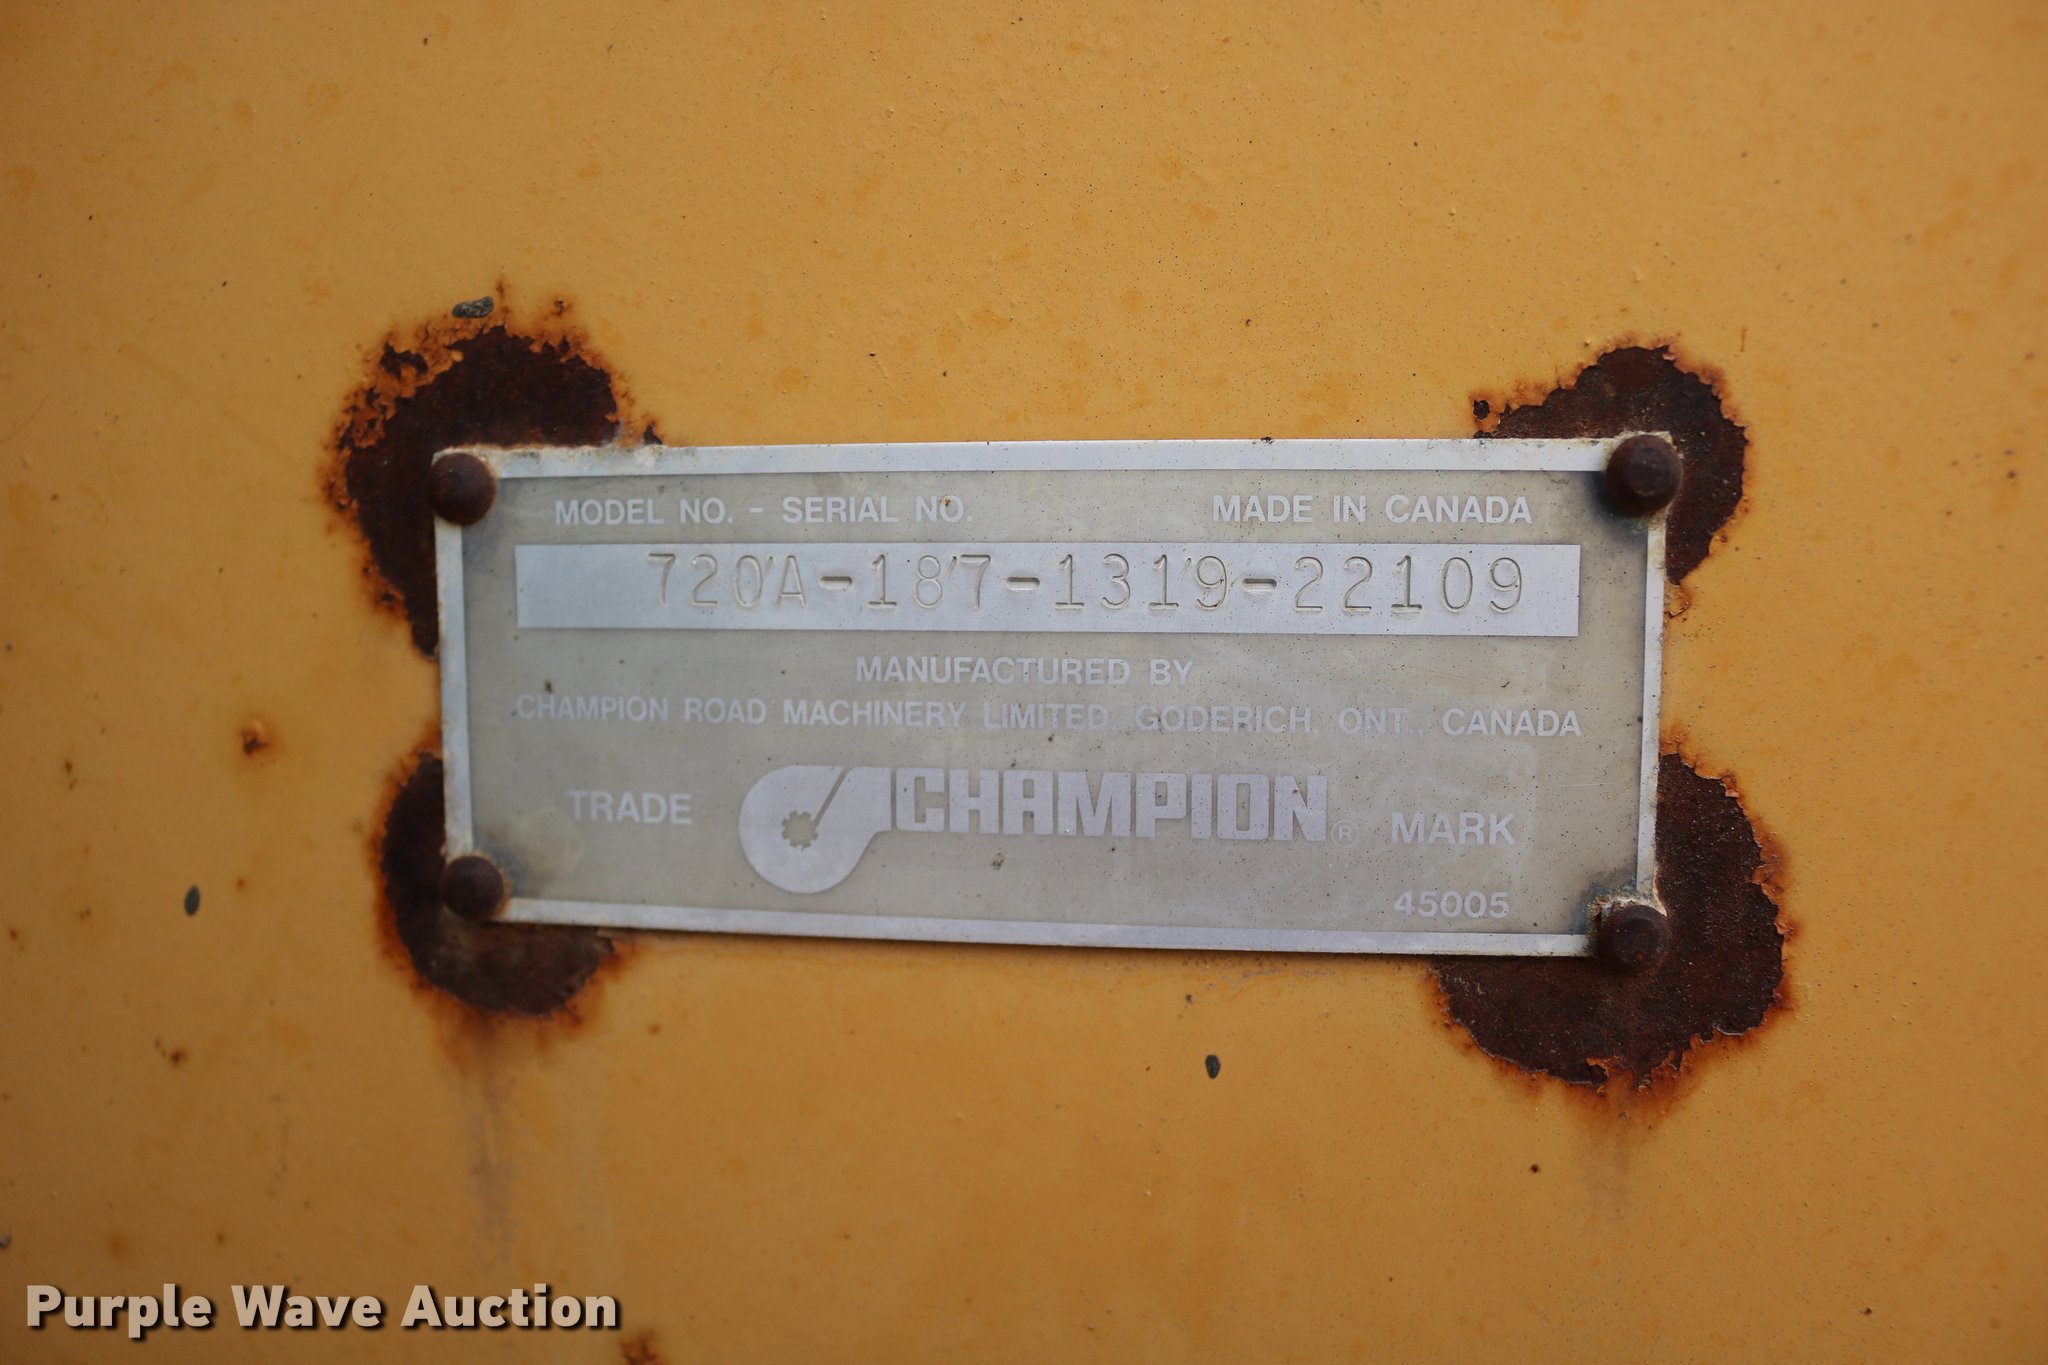 MODEL NO. - SERIAL NO. MADE IN CANADA
720A-187-1319-22109
MANUFACTURED BY
CHAMPION ROAD MACHINERY LIMITED, GODERICH, ONT., CANADA
TRADE CHAMPION® MARK
45005
Purple Wave Auction